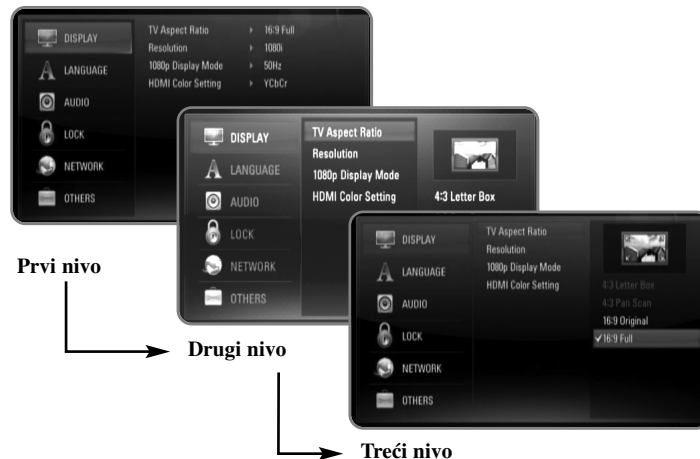 DISPLAY
LANGUAGE
AUDIO
LOCK
NETWORK
OTHERS
TV Aspect Ratio 16:9 Full
Resolution 1080i
1080p Display Mode 50Hz
HDMI Color Setting YCbCr
Prvi nivo
DISPLAY
LANGUAGE
AUDIO
LOCK
NETWORK
OTHERS
TV Aspect Ratio
Resolution
1080p Display Mode
HDMI Color Setting
4:3 Letter Box
Drugi nivo
DISPLAY
LANGUAGE
AUDIO
LOCK
NETWORK
OTHERS
TV Aspect Ratio
Resolution
1080p Display Mode
HDMI Color Setting
4:3 Letter Box
4:3 Pan Scan
16:9 Original
✓16:9 Full
Treći nivo